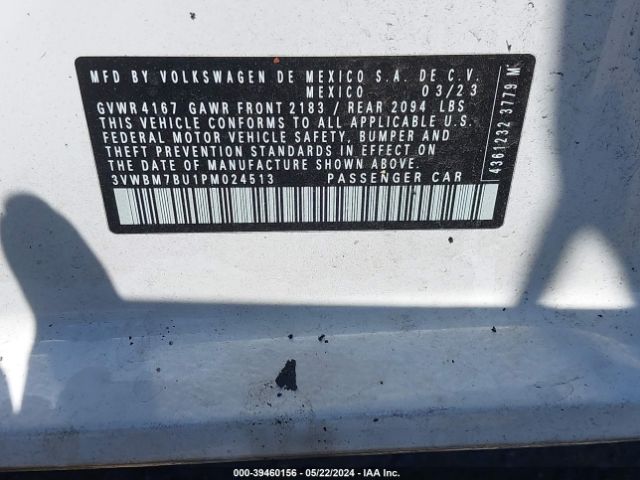 MFD BY VOLKSWAGEN DE MEXICO S.A. DE C.V.
MEXICO 03/23
GVWR 4167 GAWR FRONT 2183 / REAR 2094 LBS
THIS VEHICLE CONFORMS TO ALL APPLICABLE U.S.
FEDERAL MOTOR VEHICLE SAFETY, BUMPER AND
THEFT PREVENTION STANDARDS IN EFFECT ON
THE DATE OF MANUFACTURE SHOWN ABOVE.
3VWBM7BU1PM024513 PASSENGER CAR
4361232 3779 M
000-39460156 - 05/22/2024 - IAA Inc.